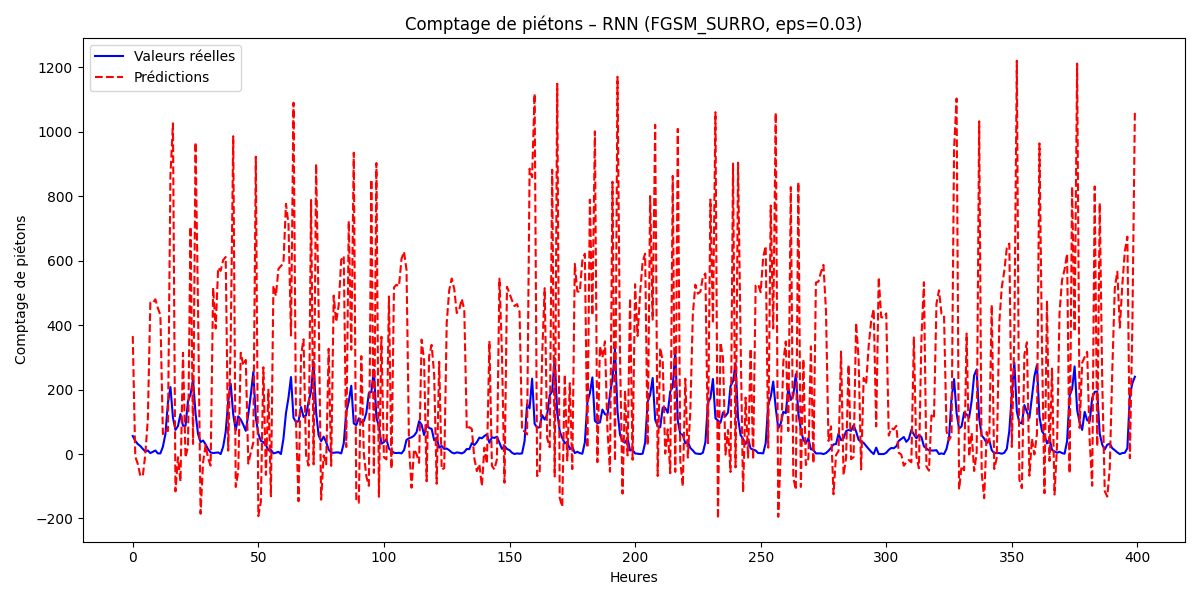 Comptage de piétons – RNN (FGSM_SURRO, eps=0.03)
Valeurs réelles
Prédictions
Comptage de piétons
1200
1000
800
600
400
200
0
−200
0 50 100 150 200 250 300 350 400
Heures